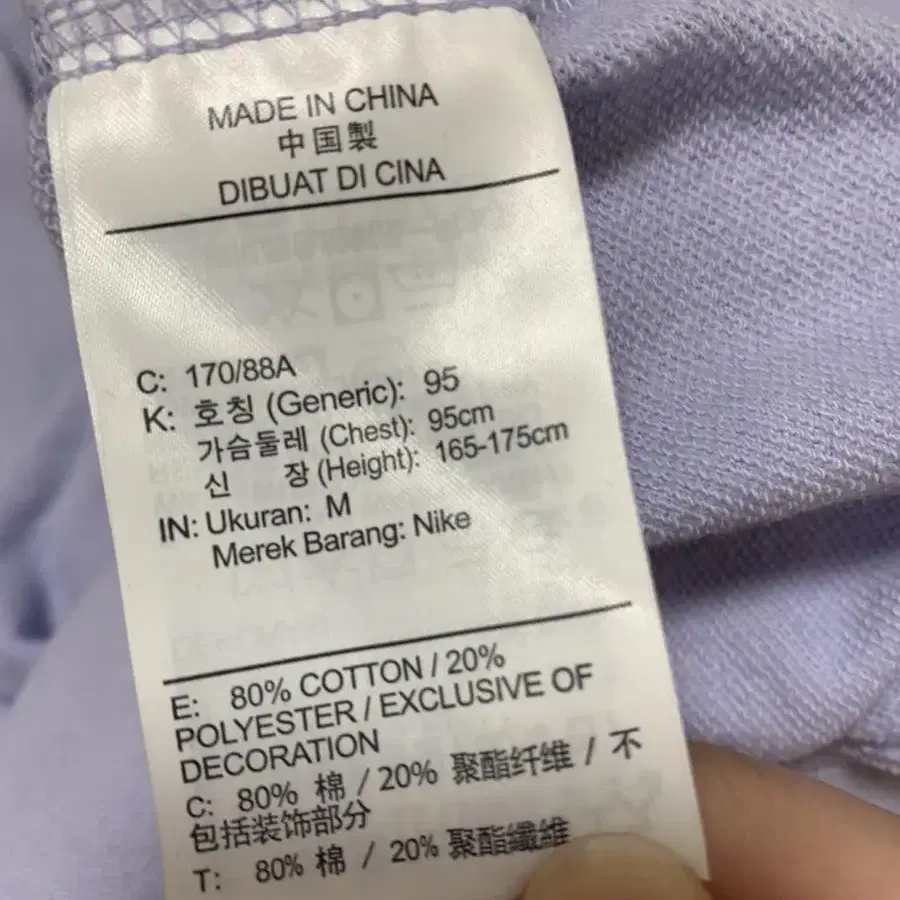 MADE IN CHINA
中国製
DIBUAT DI CINA
C: 170/88A
K: 호칭 (Generic): 95
가슴둘레 (Chest): 95cm
신 장 (Height): 165-175cm
IN: Ukuran: M
Merek Barang: Nike
E: 80% COTTON / 20%
POLYESTER / EXCLUSIVE OF
DECORATION
C: 80% 棉 / 20% 聚酯纤维 / 不
包括装饰部分
T: 80% 棉 / 20% 聚酯纖維